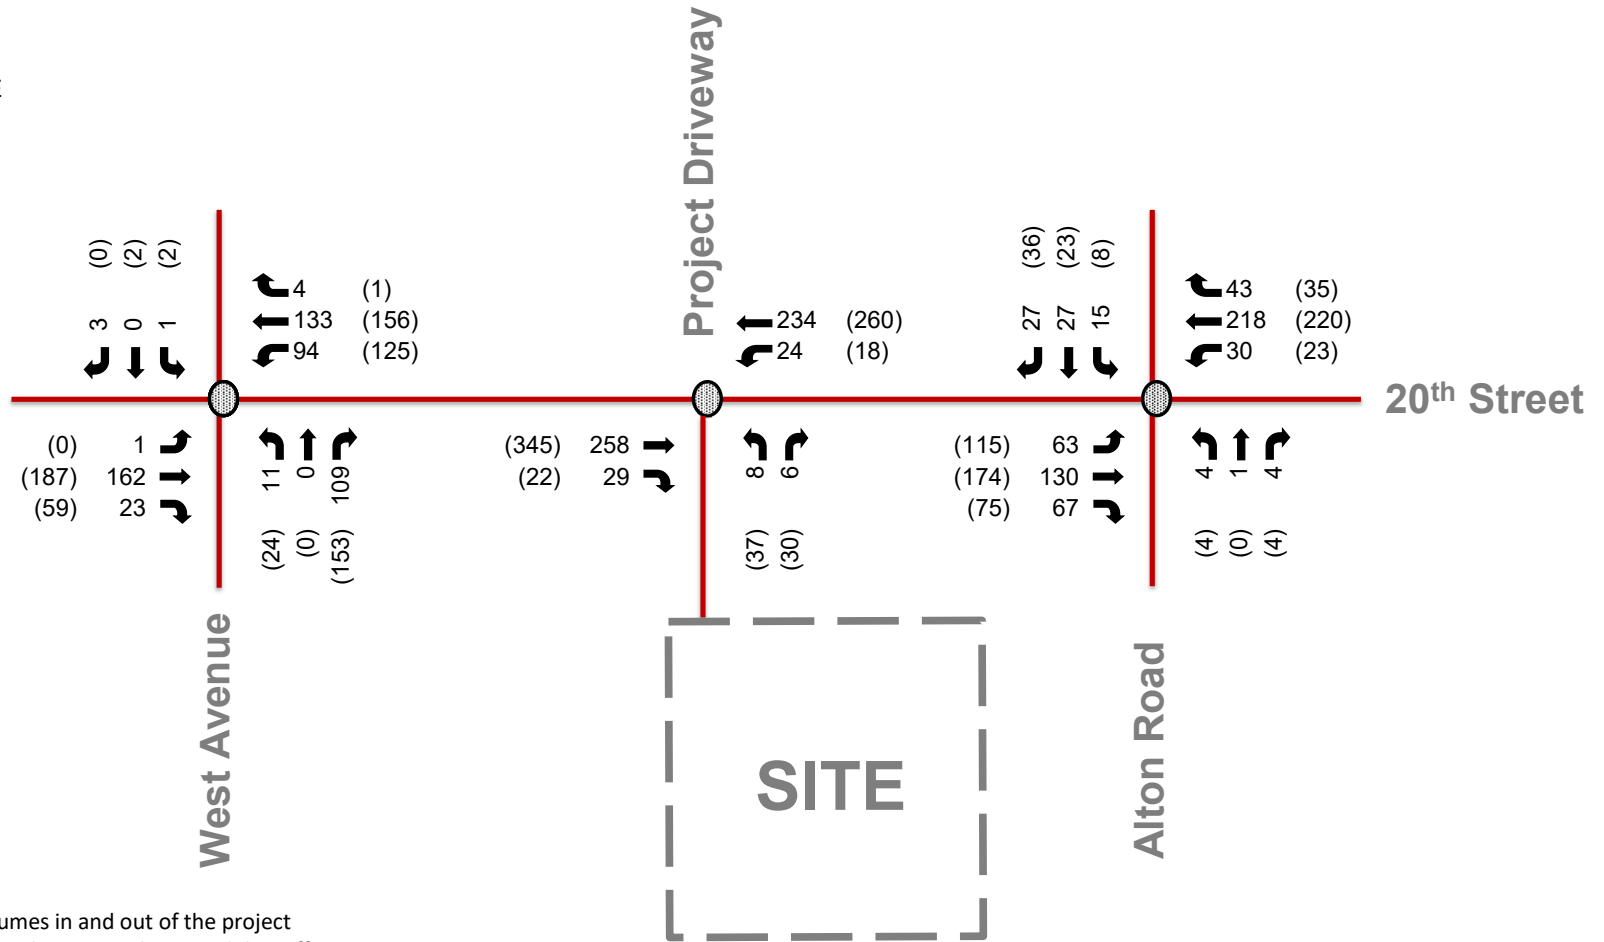 Project Driveway
(0) (2) (2)
3 0 1
4 (1)
133 (156)
94 (125)
234 (260)
24 (18)
(36) (23) (8)
27 27 15
43 (35)
218 (220)
30 (23)
20th Street
(0) 1
(187) 162
(59) 23
11 0 109
(24) (0) (153)
(345) 258
(22) 29
8 6
(37) (30)
(115) 63
(174) 130
(75) 67
4 1 4
(4) (0) (4)
West Avenue
SITE
Alton Road
umes in and out of the project